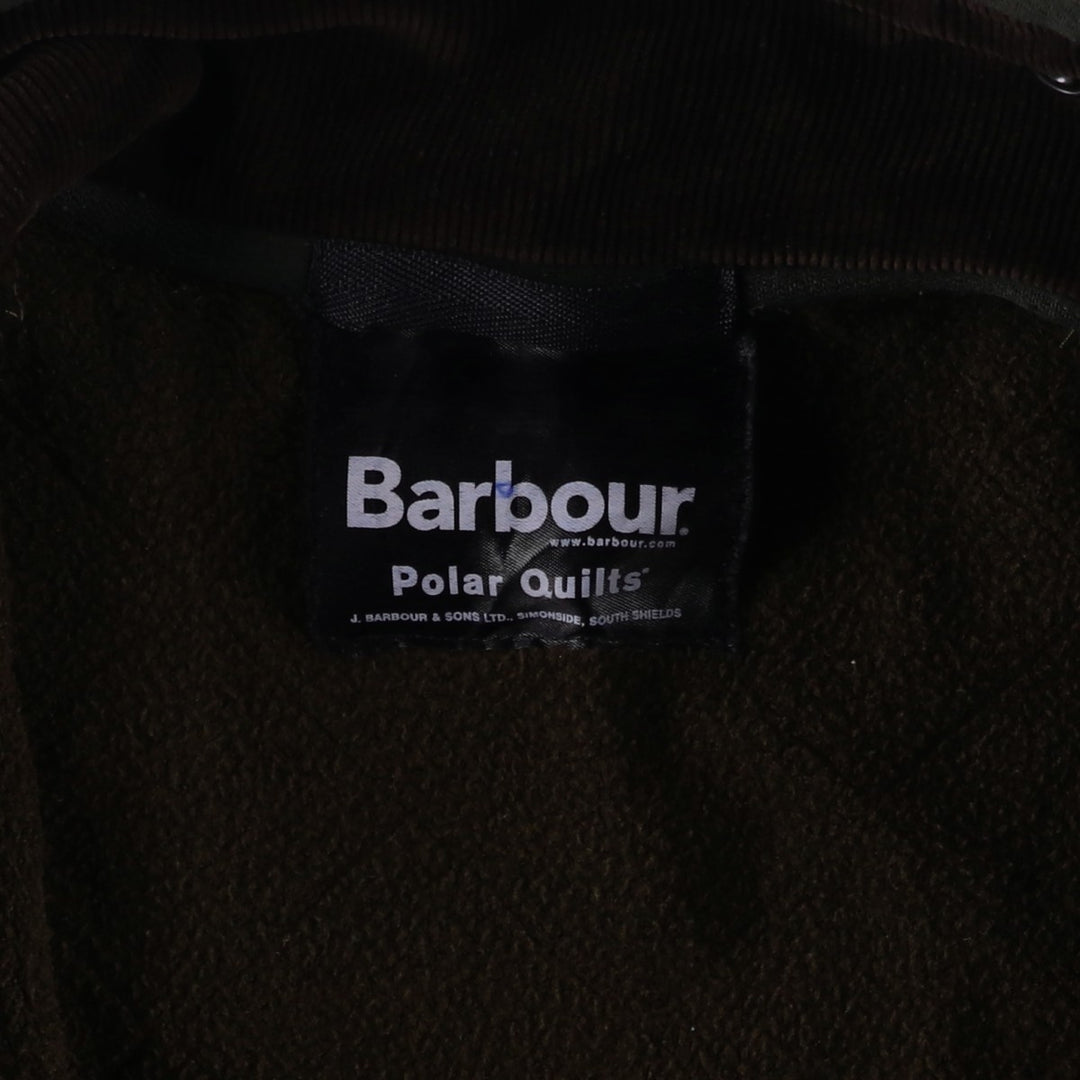 Barbour®
www.barbour.com
Polar Quilts
J. BARBOUR & SONS LTD., SIMONSIDE, SOUTH SHIELDS